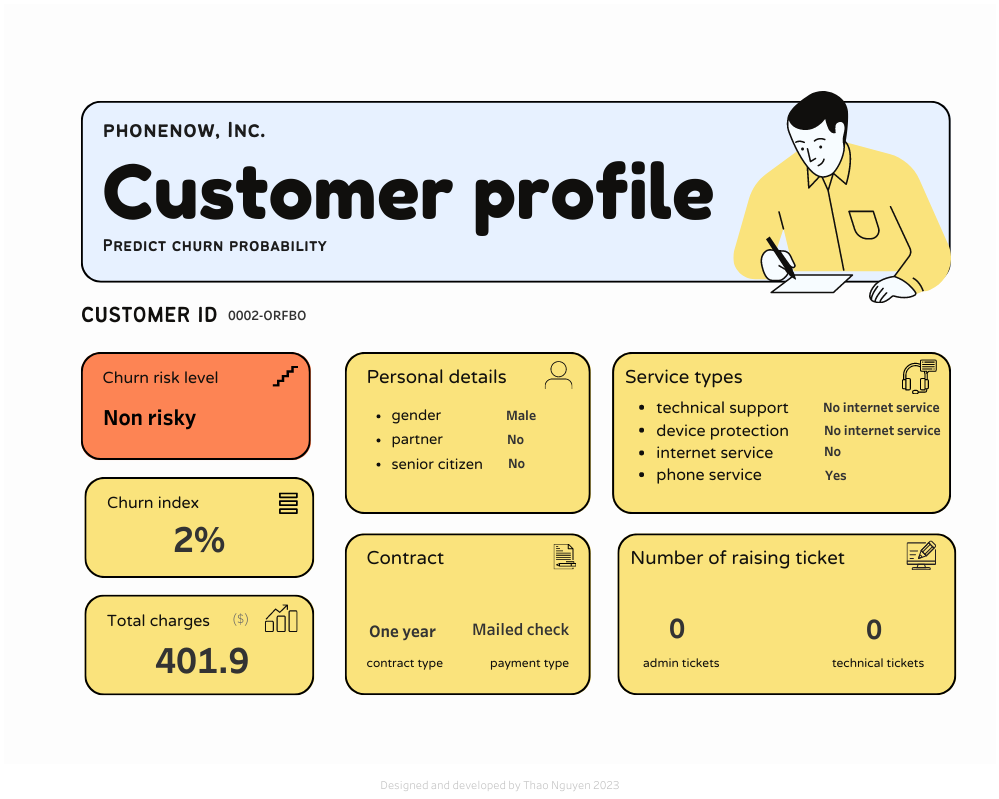 PHONENOW, INC.
Customer profile
PREDICT CHURN PROBABILITY
CUSTOMER ID 0002-ORFBO
Churn risk level
Non risky
Churn index
2%
Total charges ($)
401.9
Personal details
• gender Male
• partner No
• senior citizen No
Service types
• technical support No internet service
• device protection No internet service
• internet service No
• phone service Yes
Contract
One year Mailed check
contract type payment type
Number of raising ticket
0 0
admin tickets technical tickets
Designed and developed by Thao Nguyen 2023